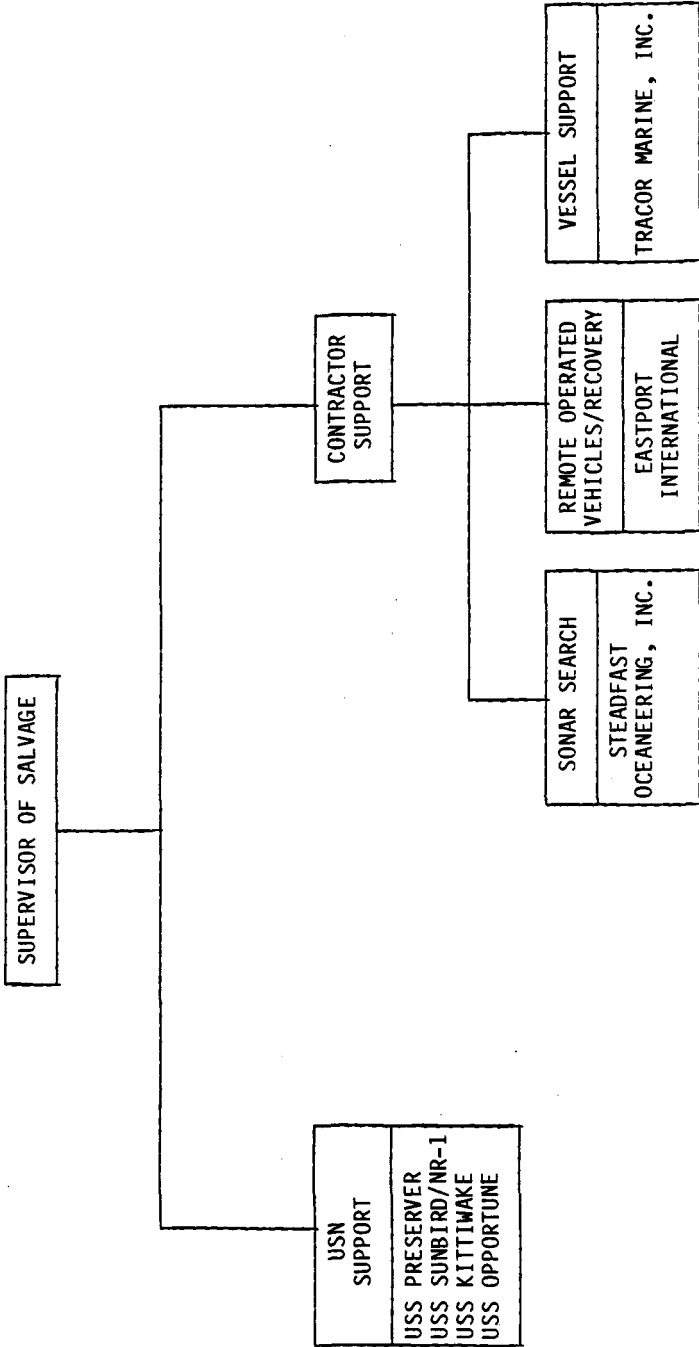 SUPERVISOR OF SALVAGE
USN
SUPPORT
USS PRESERVER
USS SUNBIRD/NR-1
USS KITTIWAKE
USS OPPORTUNE
CONTRACTOR
SUPPORT
SONAR SEARCH
STEADFAST
OCEANEERING, INC.
REMOTE OPERATED
VEHICLES/RECOVERY
EASTPORT
INTERNATIONAL
VESSEL SUPPORT
TRACOR MARINE, INC.